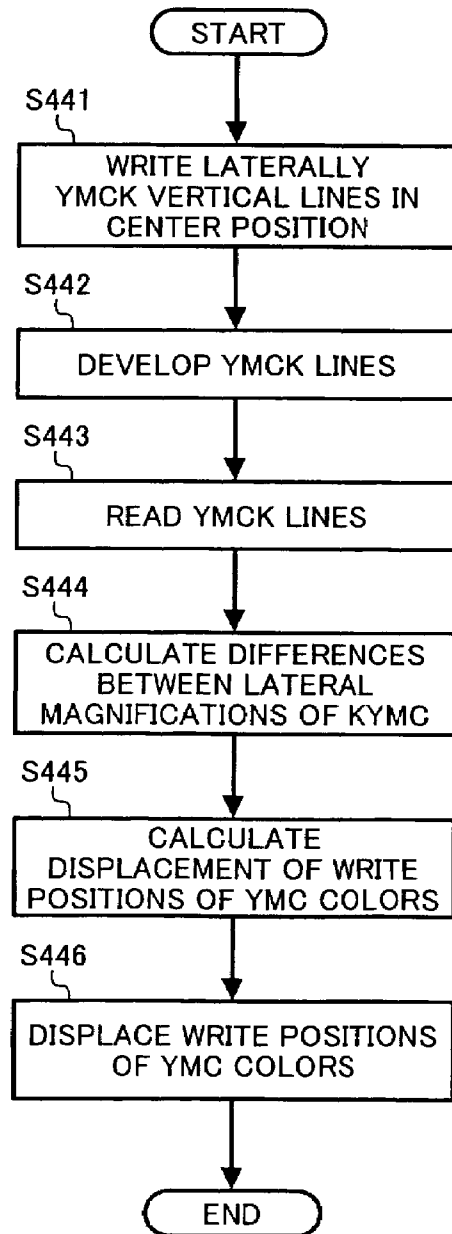 START
S441
WRITE LATERALLY
YMCK VERTICAL LINES IN
CENTER POSITION
S442
DEVELOP YMCK LINES
S443
READ YMCK LINES
S444
CALCULATE DIFFERENCES
BETWEEN LATERAL
MAGNIFICATIONS OF KYMC
S445
CALCULATE
DISPLACEMENT OF WRITE
POSITIONS OF YMC COLORS
S446
DISPLACE WRITE POSITIONS
OF YMC COLORS
END